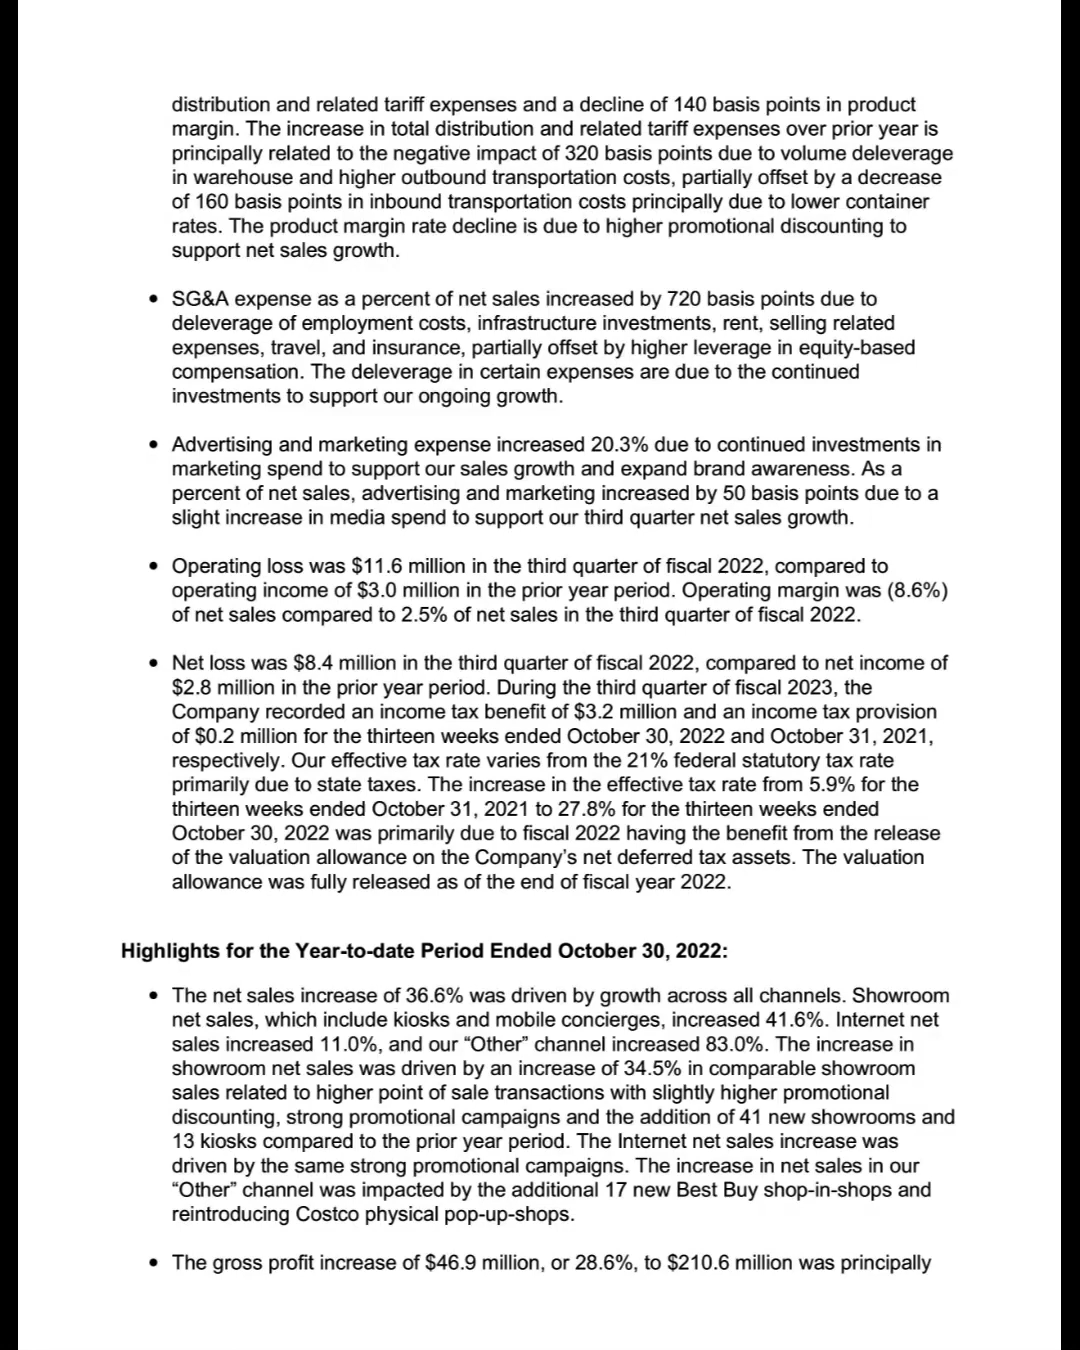 distribution and related tariff expenses and a decline of 140 basis points in product
margin. The increase in total distribution and related tariff expenses over prior year is
principally related to the negative impact of 320 basis points due to volume deleverage
in warehouse and higher outbound transportation costs, partially offset by a decrease
of 160 basis points in inbound transportation costs principally due to lower container
rates. The product margin rate decline is due to higher promotional discounting to
support net sales growth.
• SG&A expense as a percent of net sales increased by 720 basis points due to
deleverage of employment costs, infrastructure investments, rent, selling related
expenses, travel, and insurance, partially offset by higher leverage in equity-based
compensation. The deleverage in certain expenses are due to the continued
investments to support our ongoing growth.
• Advertising and marketing expense increased 20.3% due to continued investments in
marketing spend to support our sales growth and expand brand awareness. As a
percent of net sales, advertising and marketing increased by 50 basis points due to a
slight increase in media spend to support our third quarter net sales growth.
• Operating loss was $11.6 million in the third quarter of fiscal 2022, compared to
operating income of $3.0 million in the prior year period. Operating margin was (8.6%)
of net sales compared to 2.5% of net sales in the third quarter of fiscal 2022.
• Net loss was $8.4 million in the third quarter of fiscal 2022, compared to net income of
$2.8 million in the prior year period. During the third quarter of fiscal 2023, the
Company recorded an income tax benefit of $3.2 million and an income tax provision
of $0.2 million for the thirteen weeks ended October 30, 2022 and October 31, 2021,
respectively. Our effective tax rate varies from the 21% federal statutory tax rate
primarily due to state taxes. The increase in the effective tax rate from 5.9% for the
thirteen weeks ended October 31, 2021 to 27.8% for the thirteen weeks ended
October 30, 2022 was primarily due to fiscal 2022 having the benefit from the release
of the valuation allowance on the Company’s net deferred tax assets. The valuation
allowance was fully released as of the end of fiscal year 2022.
Highlights for the Year-to-date Period Ended October 30, 2022:
• The net sales increase of 36.6% was driven by growth across all channels. Showroom
net sales, which include kiosks and mobile concierges, increased 41.6%. Internet net
sales increased 11.0%, and our “Other” channel increased 83.0%. The increase in
showroom net sales was driven by an increase of 34.5% in comparable showroom
sales related to higher point of sale transactions with slightly higher promotional
discounting, strong promotional campaigns and the addition of 41 new showrooms and
13 kiosks compared to the prior year period. The Internet net sales increase was
driven by the same strong promotional campaigns. The increase in net sales in our
“Other” channel was impacted by the additional 17 new Best Buy shop-in-shops and
reintroducing Costco physical pop-up-shops.
• The gross profit increase of $46.9 million, or 28.6%, to $210.6 million was principally